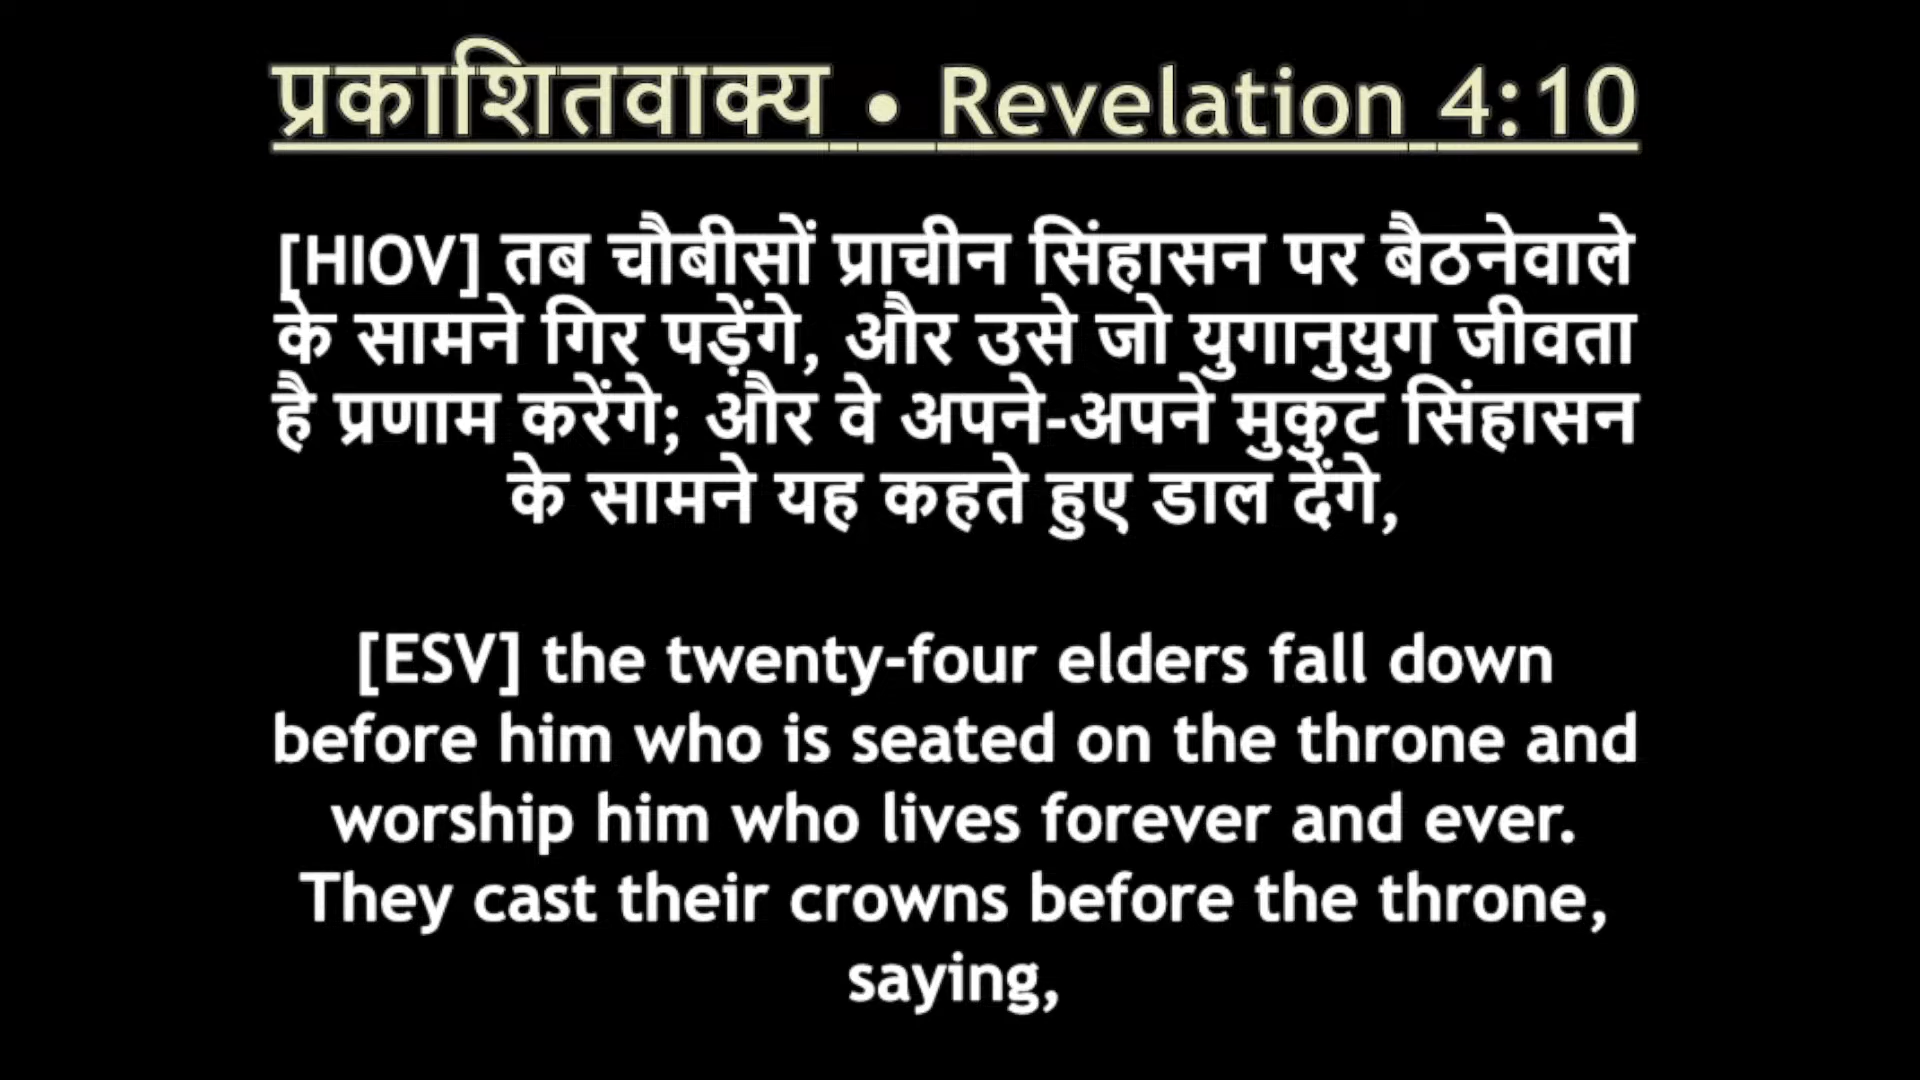 प्रकाशितवाक्य • Revelation 4:10
[HIOV] तब चौबीसों प्राचीन सिंहासन पर बैठनेवाले
के सामने गिर पड़ेंगे, और उसे जो युगानुयुग जीवता
है प्रणाम करेंगे; और वे अपने-अपने मुकुट सिंहासन
के सामने यह कहते हुए डाल देंगे,
[ESV] the twenty-four elders fall down
before him who is seated on the throne and
worship him who lives forever and ever.
They cast their crowns before the throne,
saying,